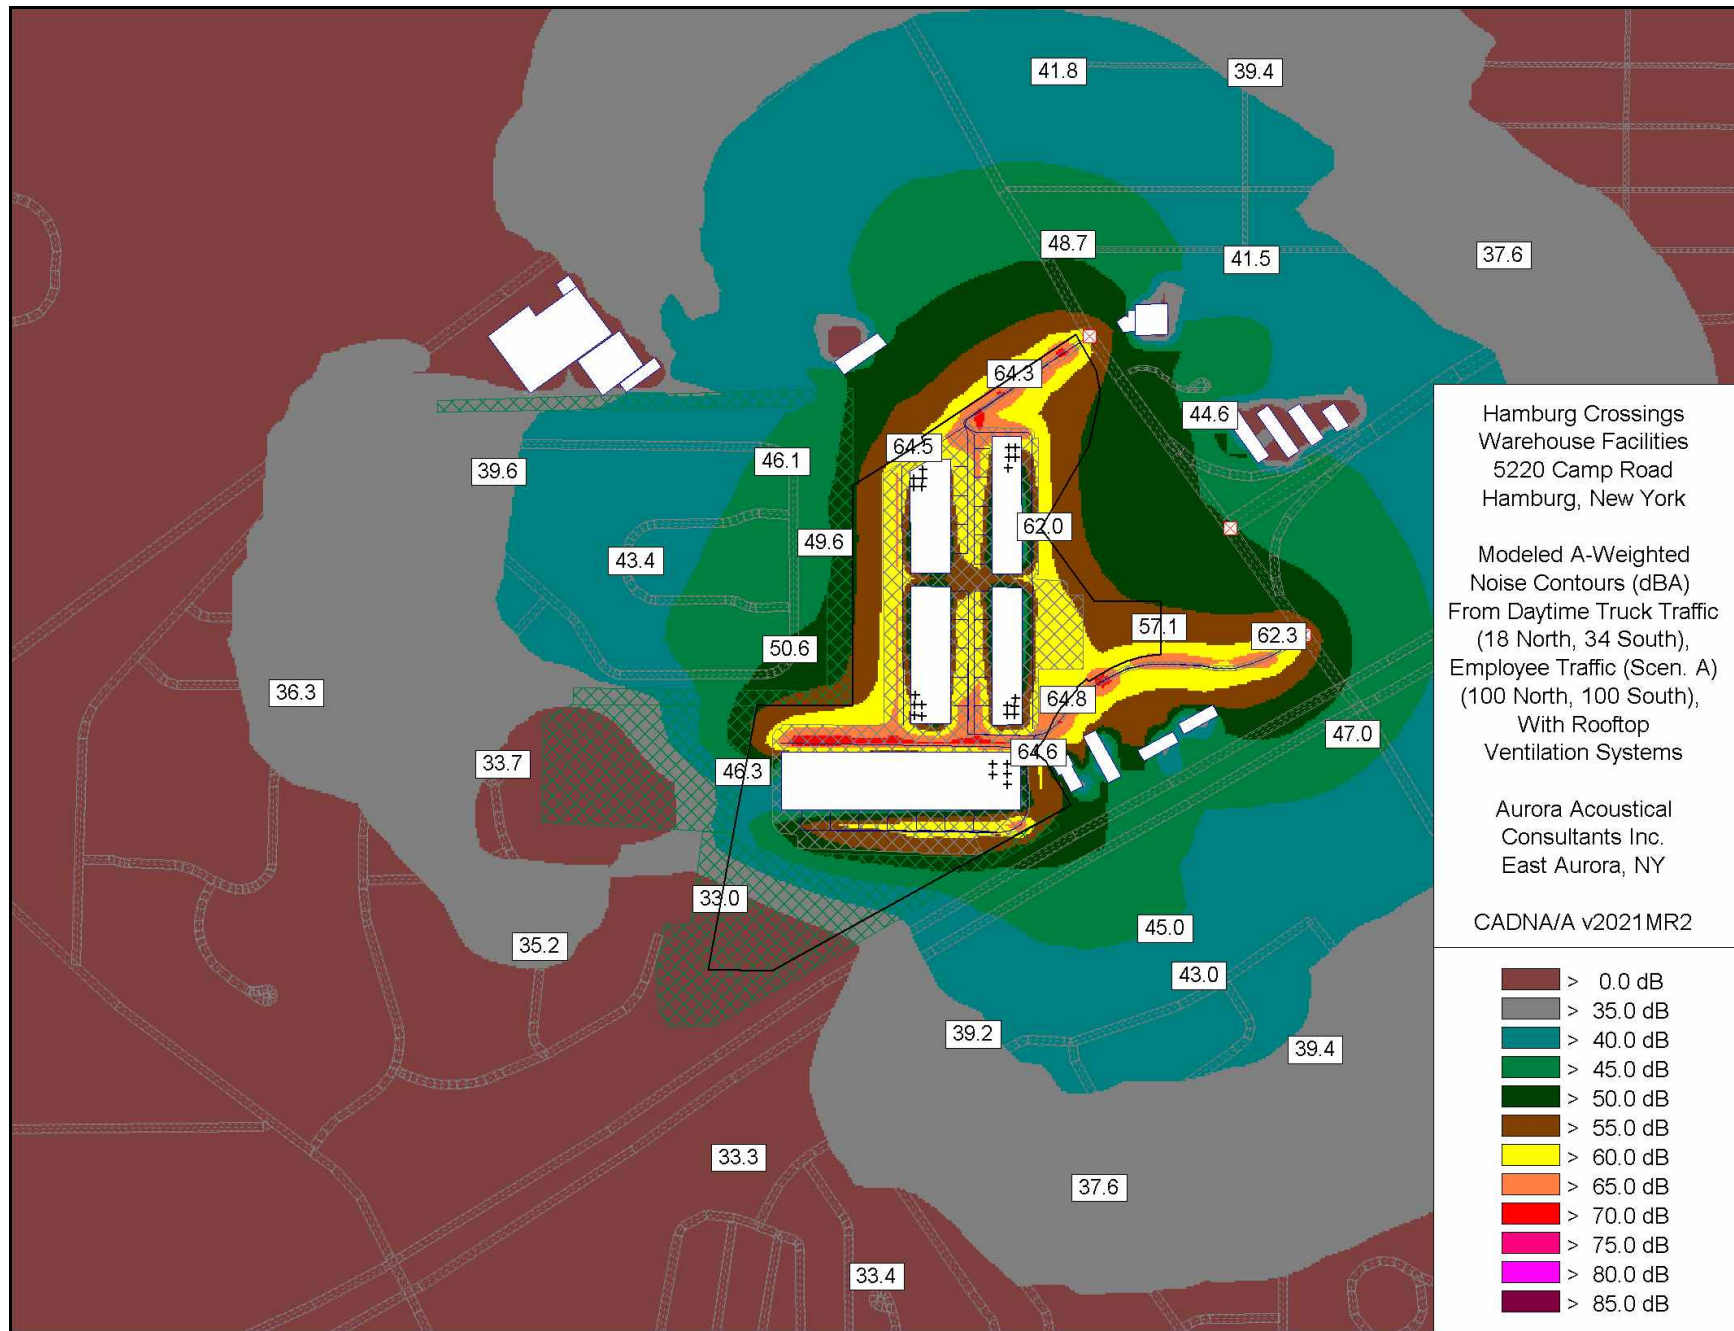 41.8
39.4
48.7
41.5
37.6
64.3
44.6
64.5
46.1
39.6
62.0
49.6
43.4
57.1
62.3
50.6
36.3
64.8
47.0
64.6
33.7
46.3
33.0
45.0
35.2
43.0
39.2
39.4
33.3
37.6
33.4
Hamburg Crossings
Warehouse Facilities
5220 Camp Road
Hamburg, New York
Modeled A-Weighted
Noise Contours (dBA)
From Daytime Truck Traffic
(18 North, 34 South),
Employee Traffic (Scen. A)
(100 North, 100 South),
With Rooftop
Ventilation Systems
Aurora Acoustical
Consultants Inc.
East Aurora, NY
CADNA/A v2021MR2
> 0.0 dB
> 35.0 dB
> 40.0 dB
> 45.0 dB
> 50.0 dB
> 55.0 dB
> 60.0 dB
> 65.0 dB
> 70.0 dB
> 75.0 dB
> 80.0 dB
> 85.0 dB